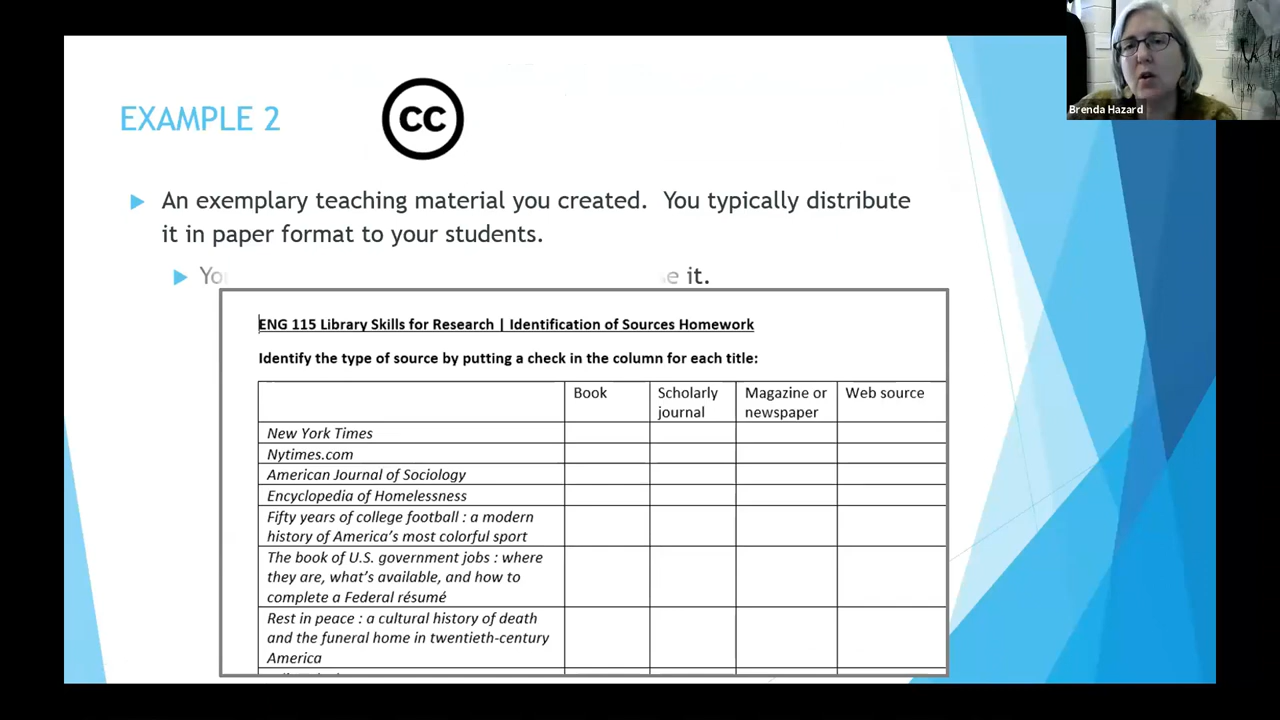 Brenda Hazard
EXAMPLE 2
cc
An exemplary teaching material you created. You typically distribute
it in paper format to your students.
it.
ENG 115 Library Skills for Research | Identification of Sources Homework
Identify the type of source by putting a check in the column for each title:
Book
Scholarly
journal
Magazine or
newspaper
Web source
New York Times
Nytimes.com
American Journal of Sociology
Encyclopedia of Homelessness
Fifty years of college football : a modern
history of America's most colorful sport
The book of U.S. government jobs : where
they are, what's available, and how to
complete a Federal résumé
Rest in peace : a cultural history of death
and the funeral home in twentieth-century
America